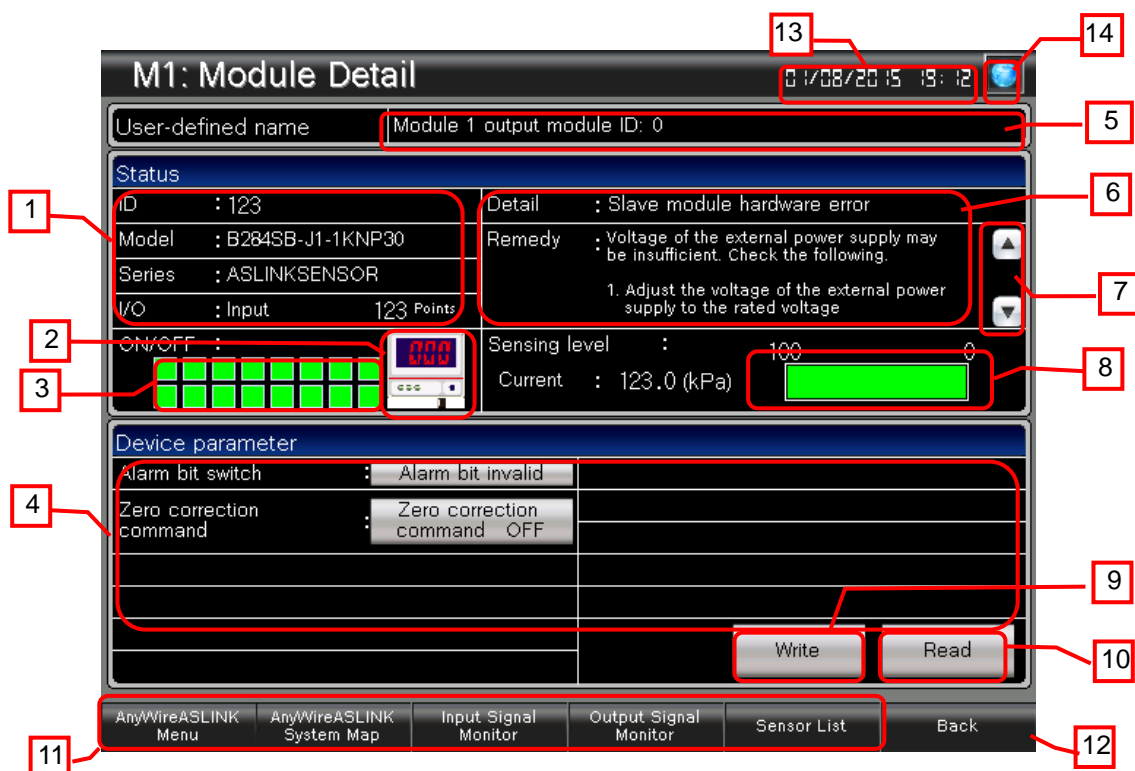 13
14
M1: Module Detail
01/08/2015 19:12
User-defined name
Module 1 output module ID: 0
5
Status
1
ID : 123
Detail : Slave module hardware error
6
Model : B284SB-J1-1KNP30
Remedy : Voltage of the external power supply may
be insufficient. Check the following.
Series : ASLINKSENSOR
1. Adjust the voltage of the external power
supply to the rated voltage
7
I/O : Input 123 Points
2
ON/OFF :
000
Sensing level :
100 0
8
3
Current : 123.0 (kPa)
Device parameter
Alarm bit switch : Alarm bit invalid
4
Zero correction
command
:
Zero correction
command OFF
9
Write
Read
10
AnyWireASLINK
Menu
AnyWireASLINK
System Map
Input Signal
Monitor
Output Signal
Monitor
Sensor List
Back
11
12